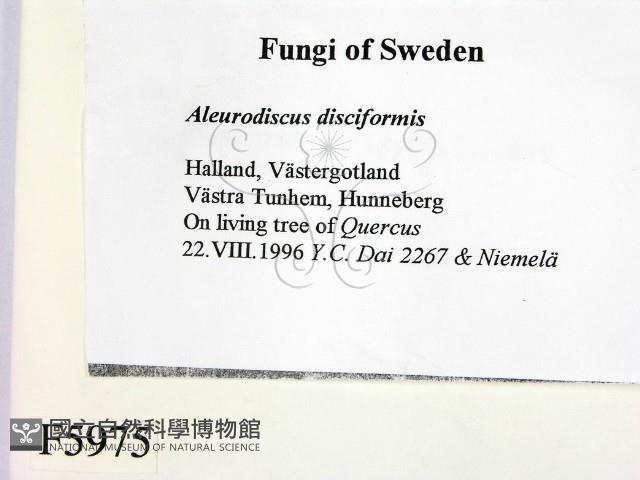 Fungi of Sweden
Aleurodiscus disciformis
Halland, Västergotland
Västra Tunhem, Hunneberg
On living tree of Quercus
22.VIII.1996 Y.C. Dai 2267 & Niemelä
國立自然科學博物館
NATIONAL MUSEUM OF NATURAL SCIENCE
F5975